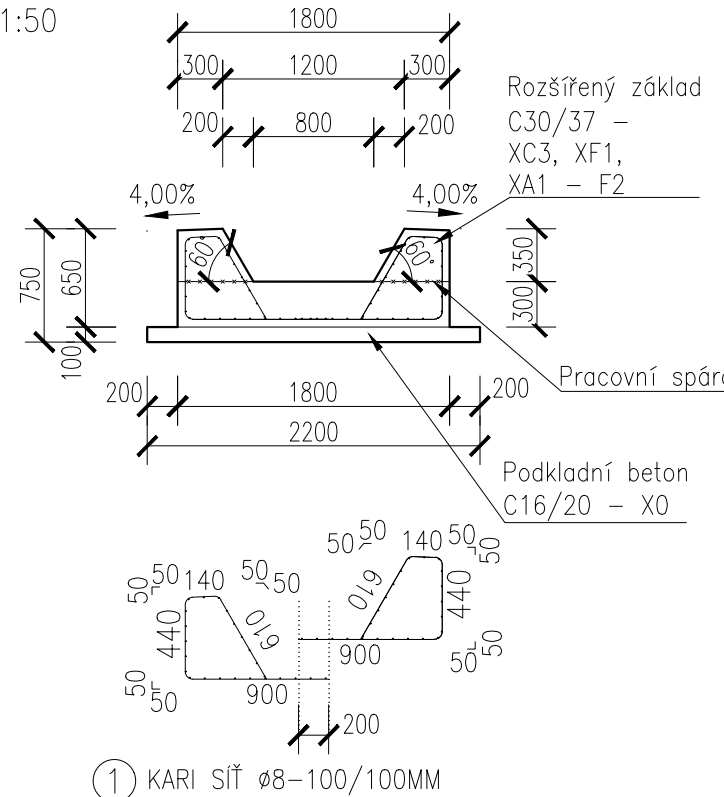 1:50
1800
300 1200 300
200 800 200
Rozšířený základ
C30/37 –
XC3, XF1,
XA1 – F2
4,00% 4,00%
60° 60°
750 650 100
350 300
Pracovní spára
200 1800 200
2200
Podkladní beton
C16/20 – X0
50 50 140 50 50
610 440
900 50 50
50 50 140 50 50
440 610
50 50 900
200
1 KARI SÍŤ ø8–100/100MM